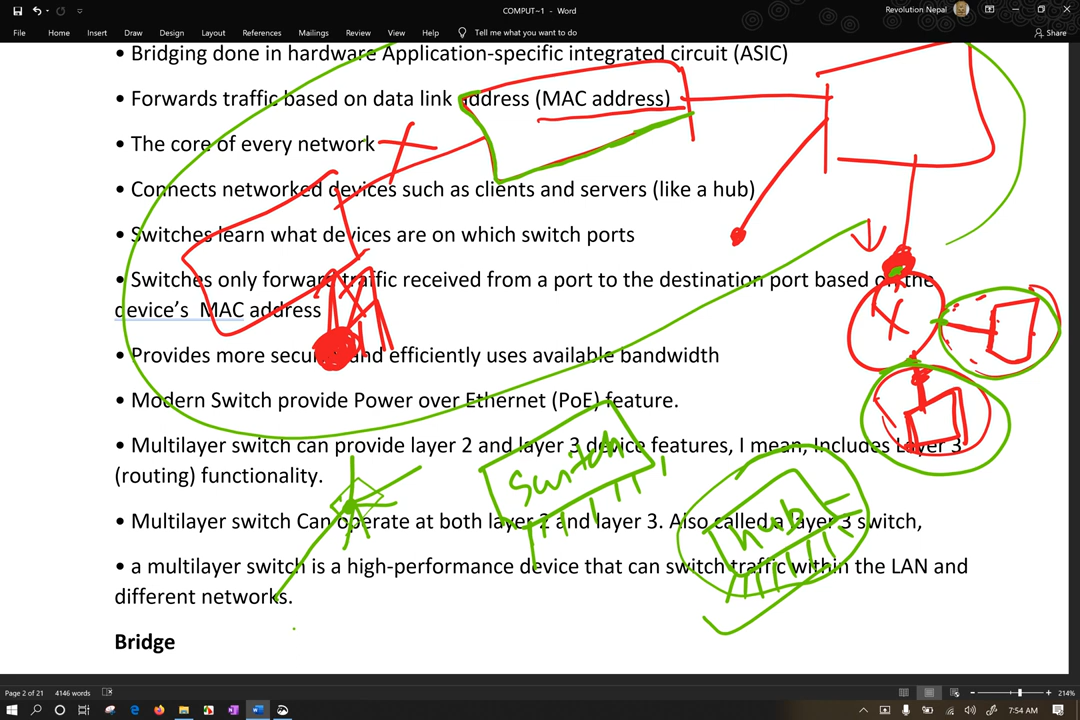 COMPUT~1 - Word
Revolution Nepal
File Home Insert Draw Design Layout References Mailings Review View Help Tell me what you want to do Share
• Bridging done in hardware Application-specific integrated circuit (ASIC)
• Forwards traffic based on data link address (MAC address)
• The core of every network
• Connects networked devices such as clients and servers (like a hub)
• Switches learn what devices are on which switch ports
• Switches only forward traffic received from a port to the destination port based on the
device’s MAC address
• Provides more secure and efficiently uses available bandwidth
• Modern Switch provide Power over Ethernet (PoE) feature.
• Multilayer switch can provide layer 2 and layer 3 device features, I mean, Includes Layer 3
(routing) functionality.
Switch
• Multilayer switch Can operate at both layer 2 and layer 3. Also called a layer 3 switch,
hub
• a multilayer switch is a high-performance device that can switch traffic within the LAN and
different networks.
Bridge
Page 2 of 21 4146 words 214%
7:54 AM